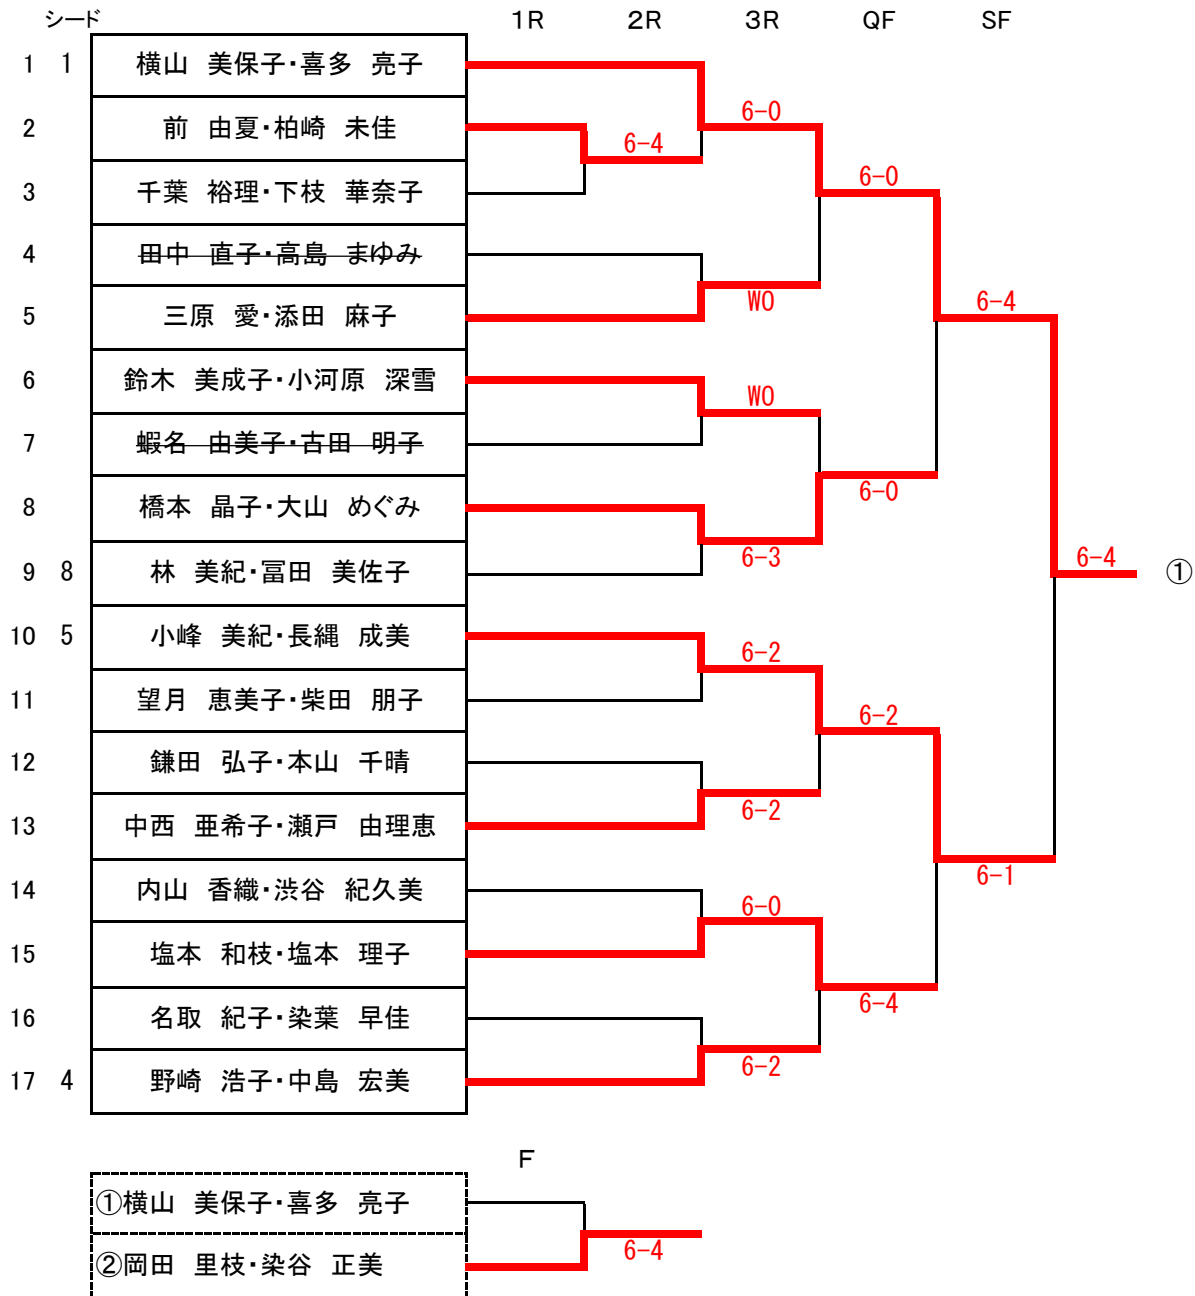 シード 1R 2R 3R QF SF
1 1 横山 美保子・喜多 亮子
6-0
2 前 由夏・柏崎 未佳
6-4
3 千葉 裕理・下枝 華奈子
6-0
4 田中 直子・高島 まゆみ
WO
5 三原 愛・添田 麻子
6-4
6 鈴木 美成子・小河原 深雪
WO
7 蝦名 由美子・古田 明子
6-0
8 橋本 晶子・大山 めぐみ
6-3
9 8 林 美紀・冨田 美佐子
6-4 ①
10 5 小峰 美紀・長縄 成美
6-2
11 望月 恵美子・柴田 朋子
6-2
12 鎌田 弘子・本山 千晴
6-2
13 中西 亜希子・瀬戸 由理恵
6-1
14 内山 香織・渋谷 紀久美
6-0
15 塩本 和枝・塩本 理子
6-4
16 名取 紀子・染葉 早佳
6-2
17 4 野崎 浩子・中島 宏美
F
①横山 美保子・喜多 亮子
6-4
②岡田 里枝・染谷 正美